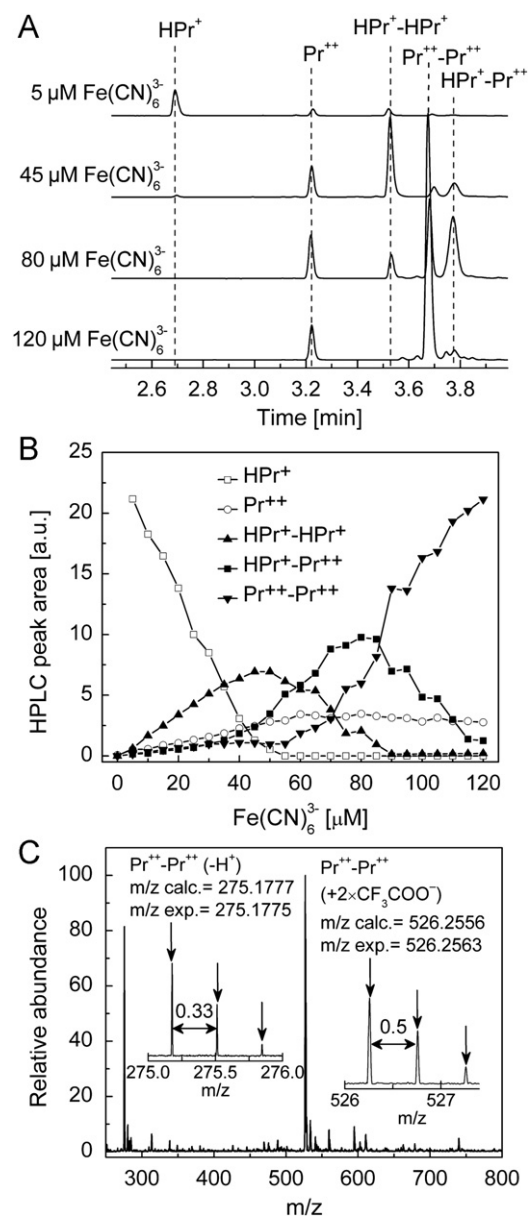 A
HPr⁺
Pr⁺⁺
HPr⁺-HPr⁺
Pr⁺⁺-Pr⁺⁺
HPr⁺-Pr⁺⁺
5 µM Fe(CN)₆³⁻
45 µM Fe(CN)₆³⁻
80 µM Fe(CN)₆³⁻
120 µM Fe(CN)₆³⁻
2.6 2.8 3.0 3.2 3.4 3.6 3.8
Time [min]
B
HPLC peak area [a.u.]
25
20
15
10
5
0
HPr⁺
Pr⁺⁺
HPr⁺-HPr⁺
HPr⁺-Pr⁺⁺
Pr⁺⁺-Pr⁺⁺
0 20 40 60 80 100 120
Fe(CN)₆³⁻ [µM]
C
Relative abundance
100
80
60
40
20
0
Pr⁺⁺-Pr⁺⁺ (-H⁺)
m/z calc.= 275.1777
m/z exp.= 275.1775
0.33
275.0 275.5 276.0
m/z
Pr⁺⁺-Pr⁺⁺
(+2×CF₃COO⁻)
m/z calc.= 526.2556
m/z exp.= 526.2563
0.5
526 527
m/z
300 400 500 600 700 800
m/z